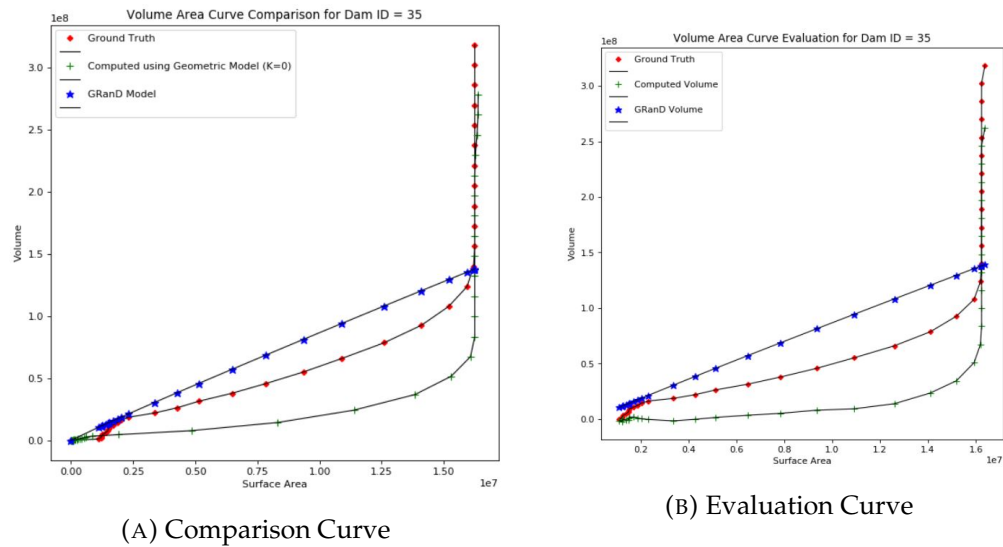 Volume Area Curve Comparison for Dam ID = 35
1e8
Ground Truth
Computed using Geometric Model (K=0)
GRanD Model
3.0
2.5
2.0
1.5
1.0
0.5
0.0
Volume
0.00 0.25 0.50 0.75 1.00 1.25 1.50
1e7
Surface Area
(A) Comparison Curve
Volume Area Curve Evaluation for Dam ID = 35
1e8
Ground Truth
Computed Volume
GRanD Volume
3.0
2.5
2.0
1.5
1.0
0.5
0.0
Volume
0.2 0.4 0.6 0.8 1.0 1.2 1.4 1.6
1e7
Surface Area
(B) Evaluation Curve